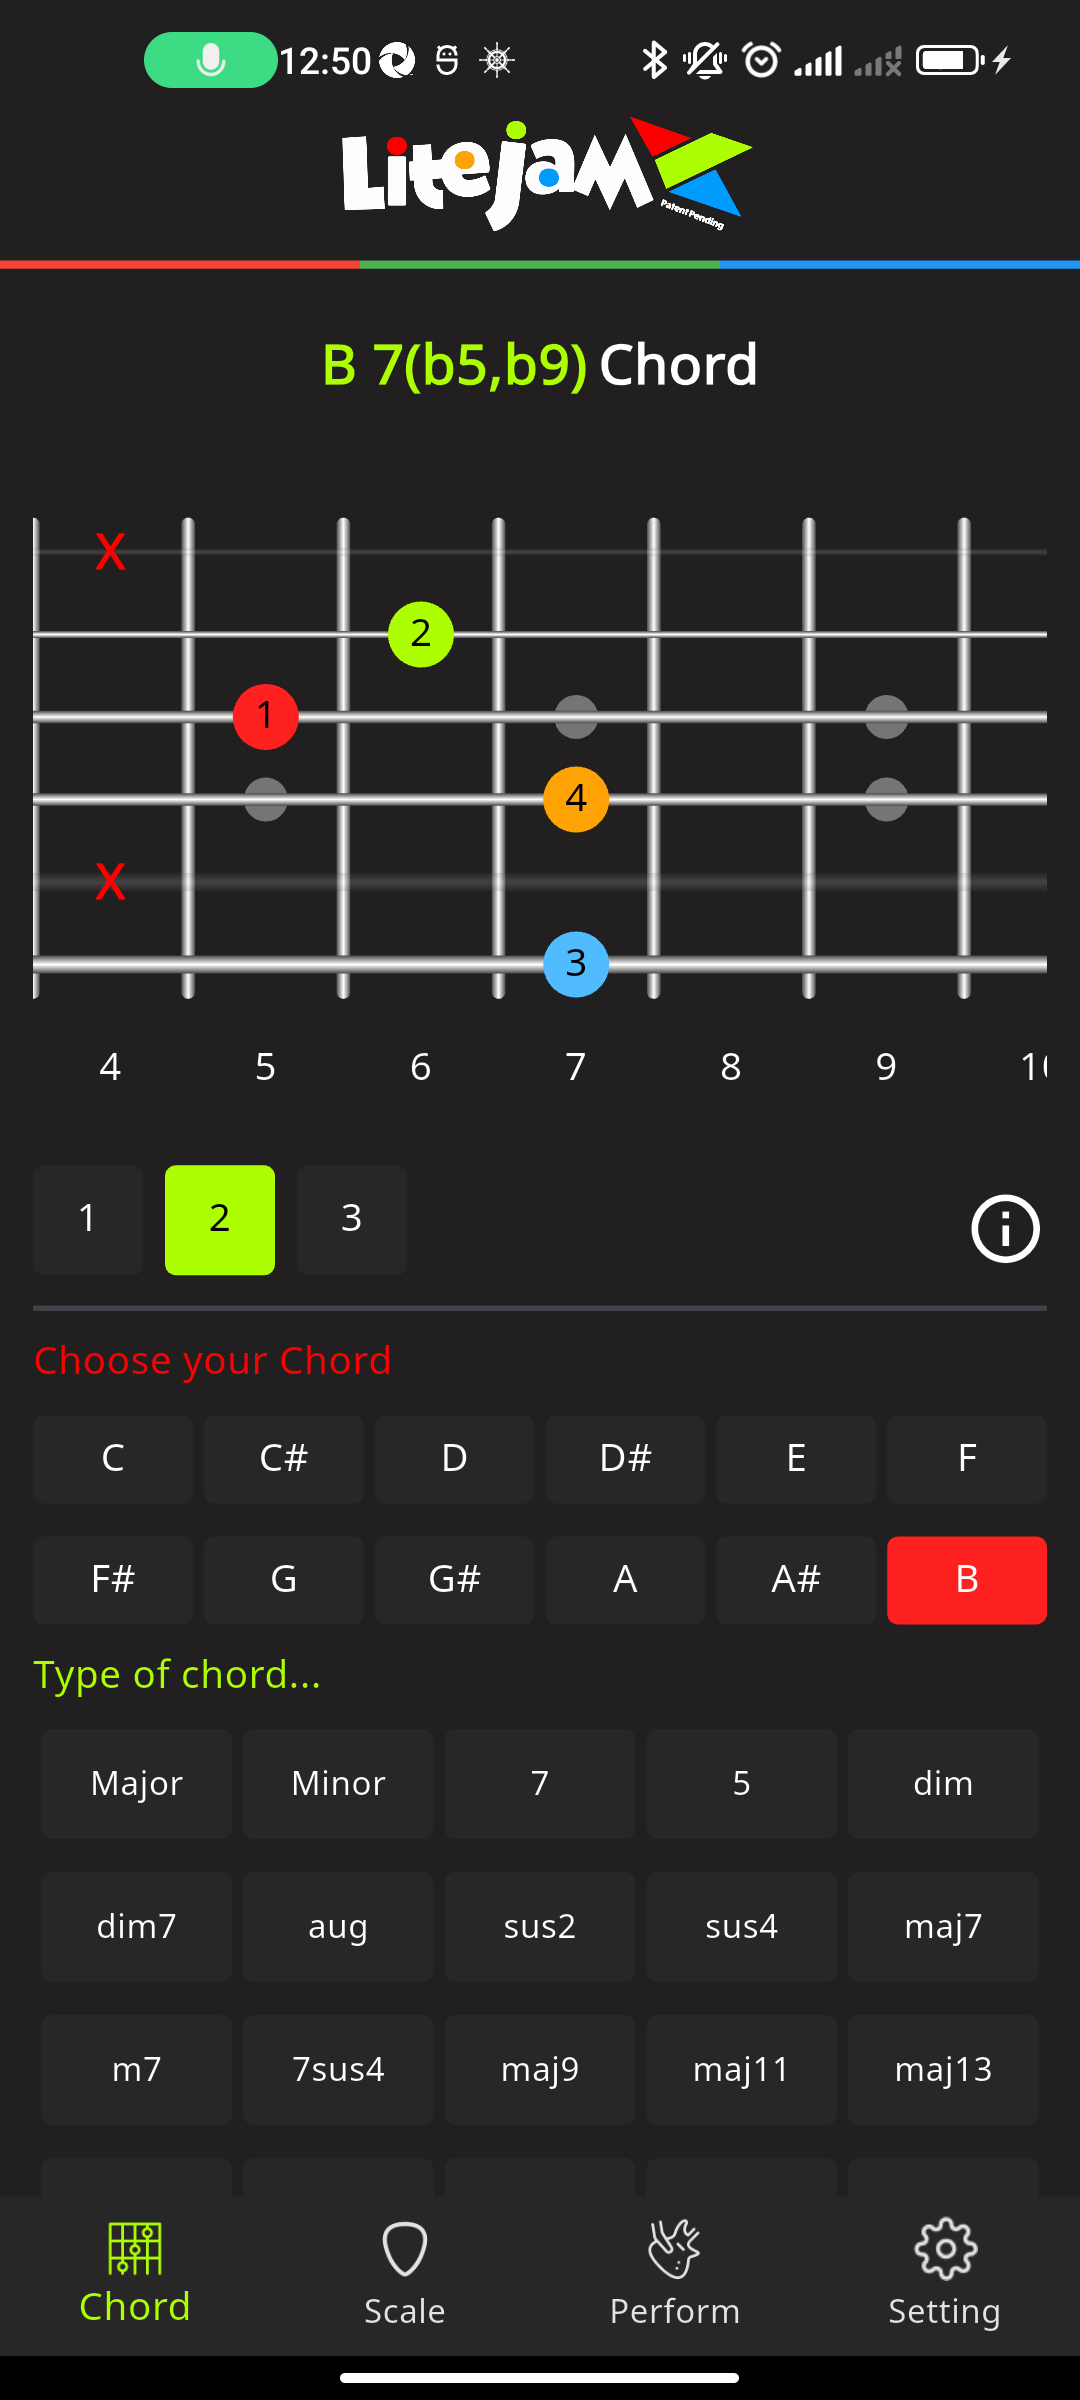 12:50
Litejam
Patent Pending
B 7(b5,b9) Chord
X
2
1
4
X
3
4 5 6 7 8 9
1 2 3
Choose your Chord
C C# D D# E F
F# G G# A A# B
Type of chord...
Major Minor 7 5 dim
dim7 aug sus2 sus4 maj7
m7 7sus4 maj9 maj11 maj13
Chord Scale Perform Setting